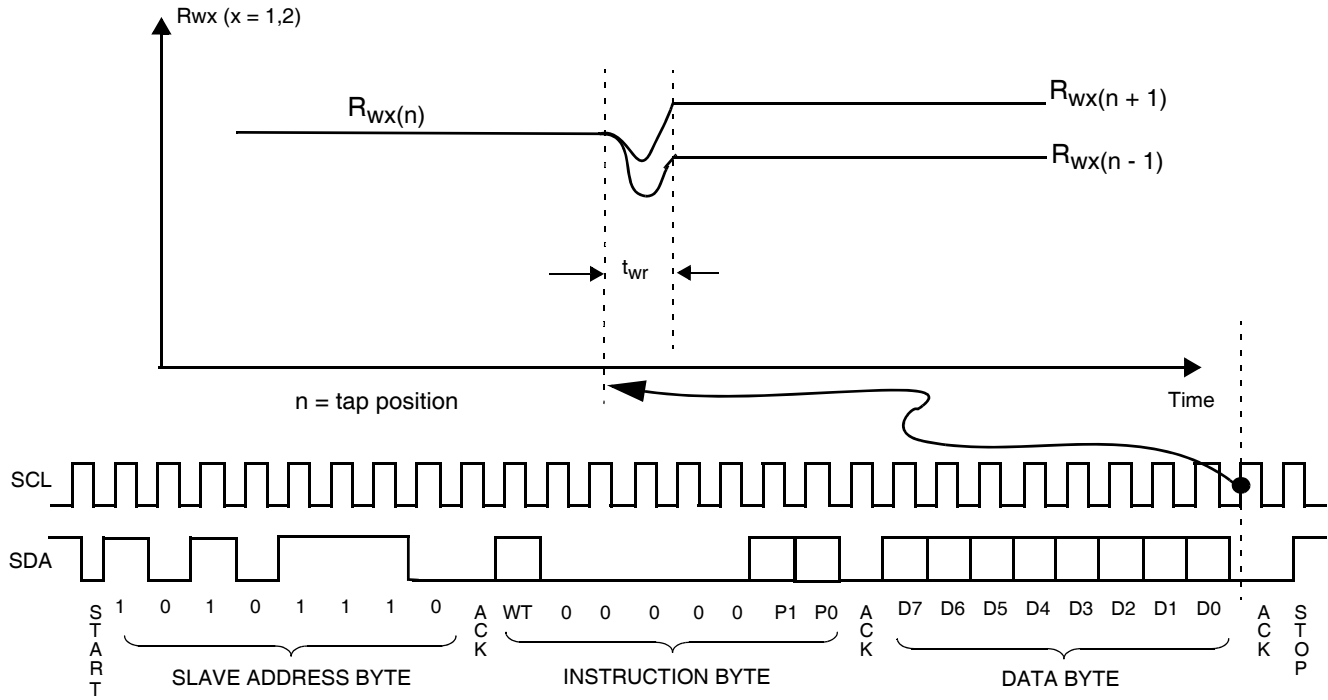 Rwx (x = 1,2)
Rwx(n)
Rwx(n + 1)
Rwx(n - 1)
twr
n = tap position
Time
SCL
SDA
START 1 0 1 0 1 1 1 0 ACK WT 0 0 0 0 0 P1 P0 ACK D7 D6 D5 D4 D3 D2 D1 D0 ACK STOP
SLAVE ADDRESS BYTE INSTRUCTION BYTE DATA BYTE